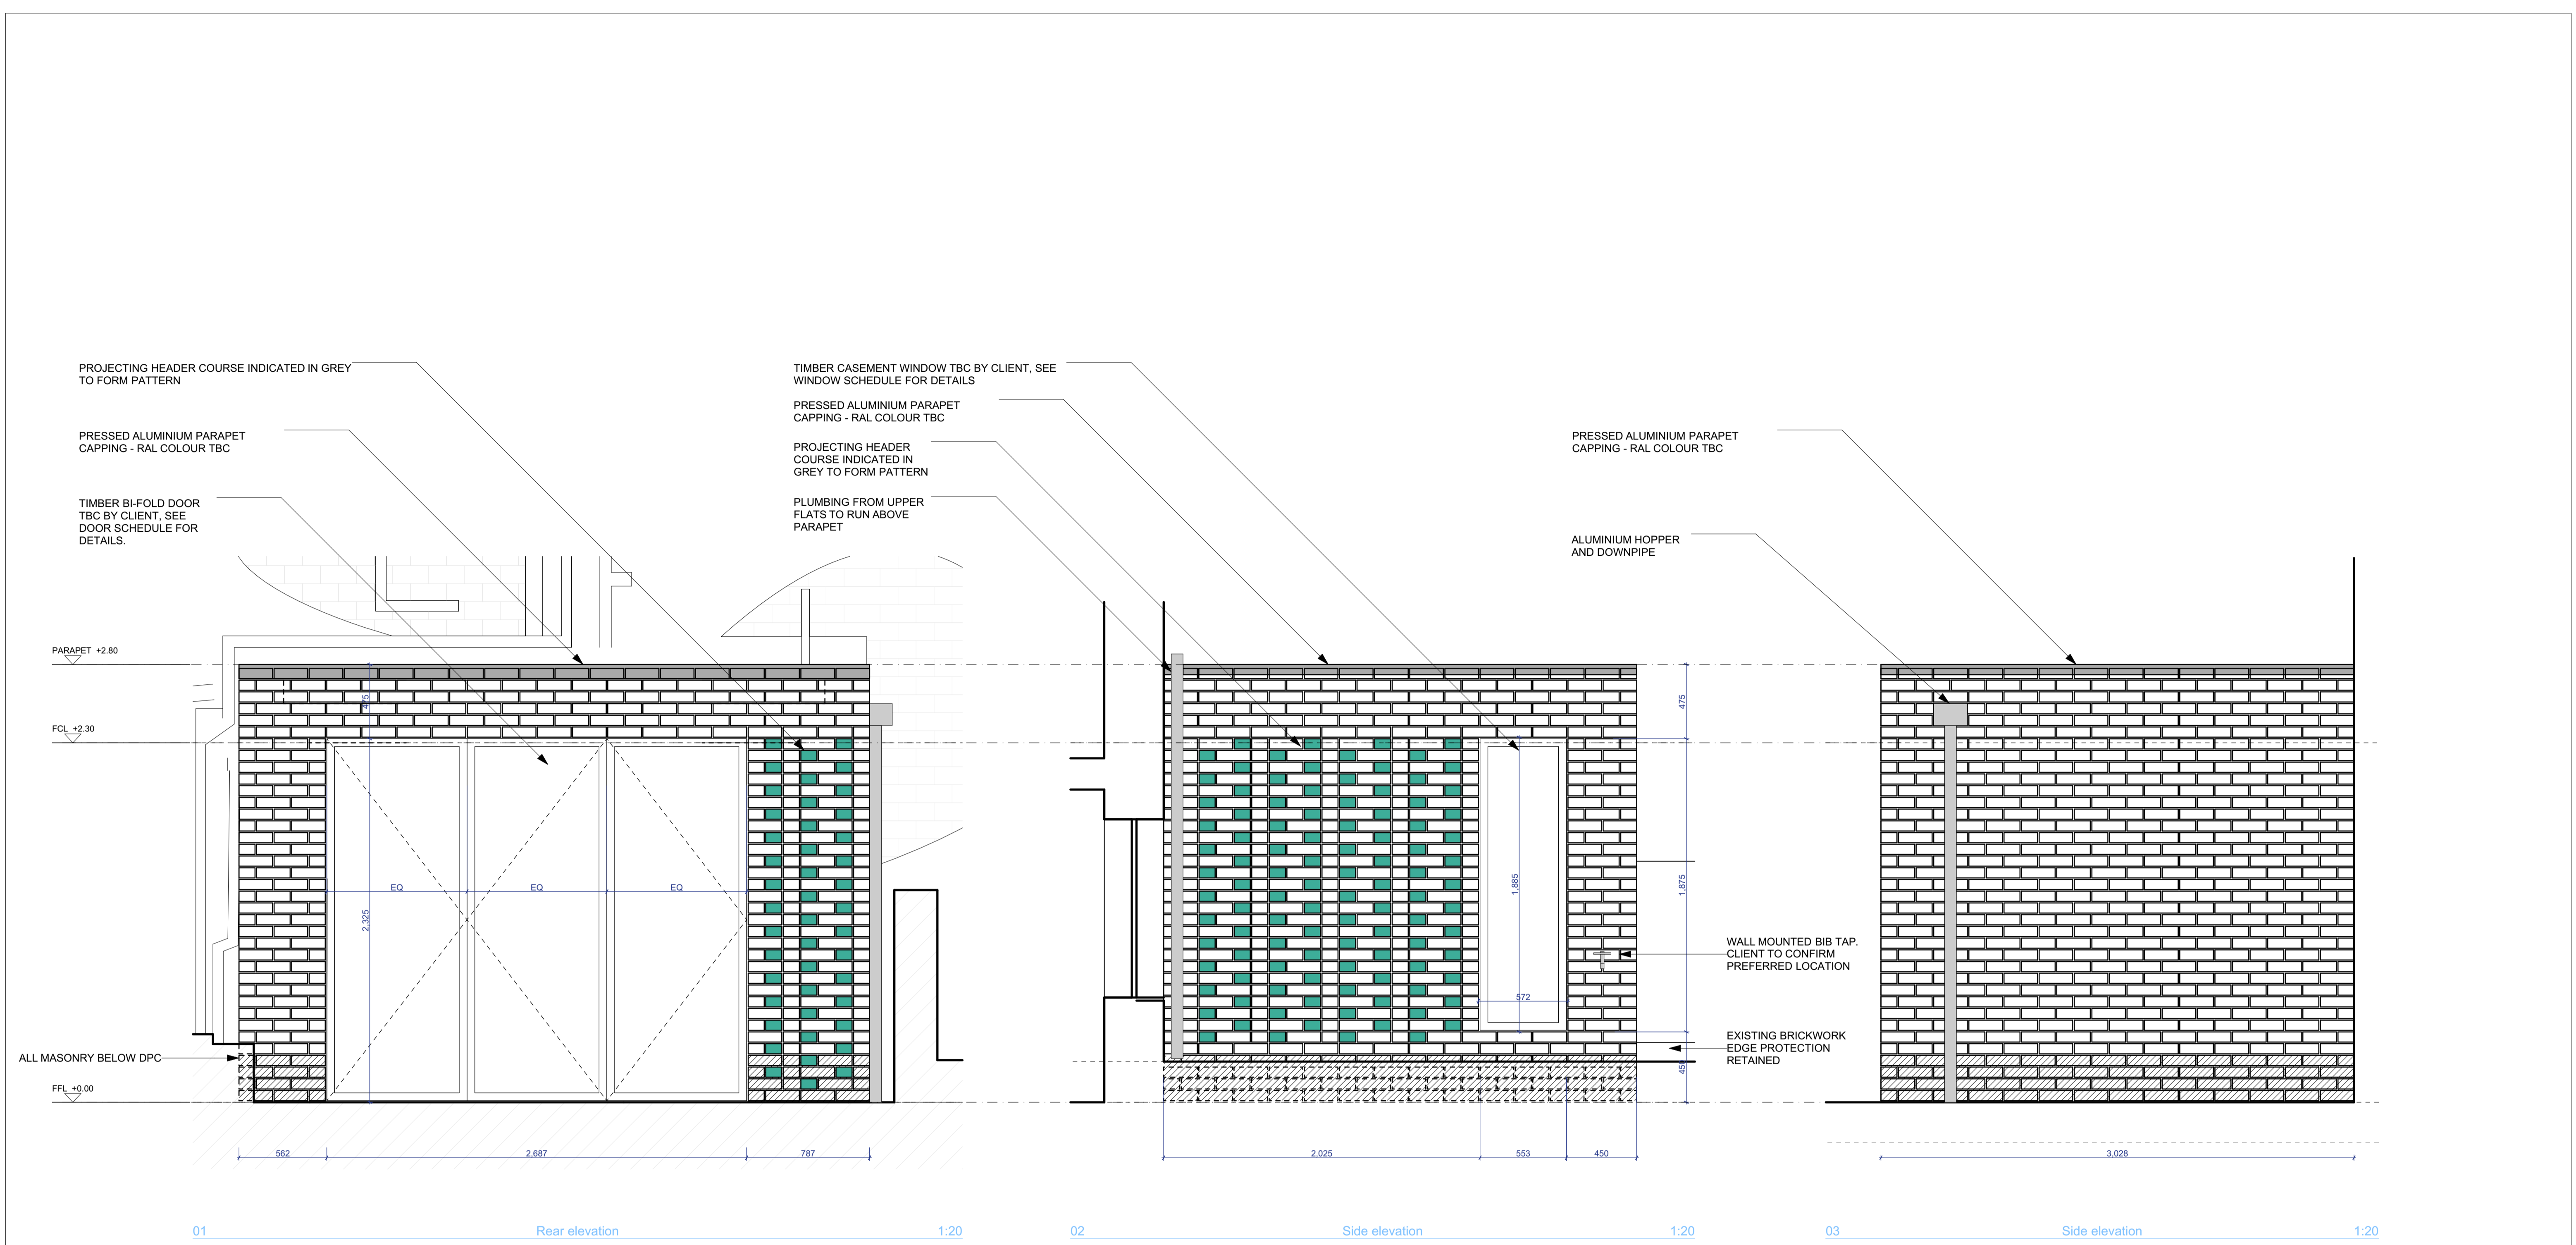 PROJECTING HEADER COURSE INDICATED IN GREY
TO FORM PATTERN
PRESSED ALUMINIUM PARAPET
CAPPING - RAL COLOUR TBC
TIMBER BI-FOLD DOOR
TBC BY CLIENT, SEE
DOOR SCHEDULE FOR
DETAILS.
PARAPET +2.80
FCL +2.30
ALL MASONRY BELOW DPC
FFL +0.00
475
EQ
EQ
EQ
2,325
562
2,687
787
01
Rear elevation
1:20
TIMBER CASEMENT WINDOW TBC BY CLIENT, SEE
WINDOW SCHEDULE FOR DETAILS
PRESSED ALUMINIUM PARAPET
CAPPING - RAL COLOUR TBC
PROJECTING HEADER
COURSE INDICATED IN
GREY TO FORM PATTERN
PLUMBING FROM UPPER
FLATS TO RUN ABOVE
PARAPET
475
1,885
1,875
572
450
WALL MOUNTED BIB TAP.
CLIENT TO CONFIRM
PREFERRED LOCATION
EXISTING BRICKWORK
EDGE PROTECTION
RETAINED
2,025
553
450
02
Side elevation
1:20
PRESSED ALUMINIUM PARAPET
CAPPING - RAL COLOUR TBC
ALUMINIUM HOPPER
AND DOWNPIPE
3,028
03
Side elevation
1:20